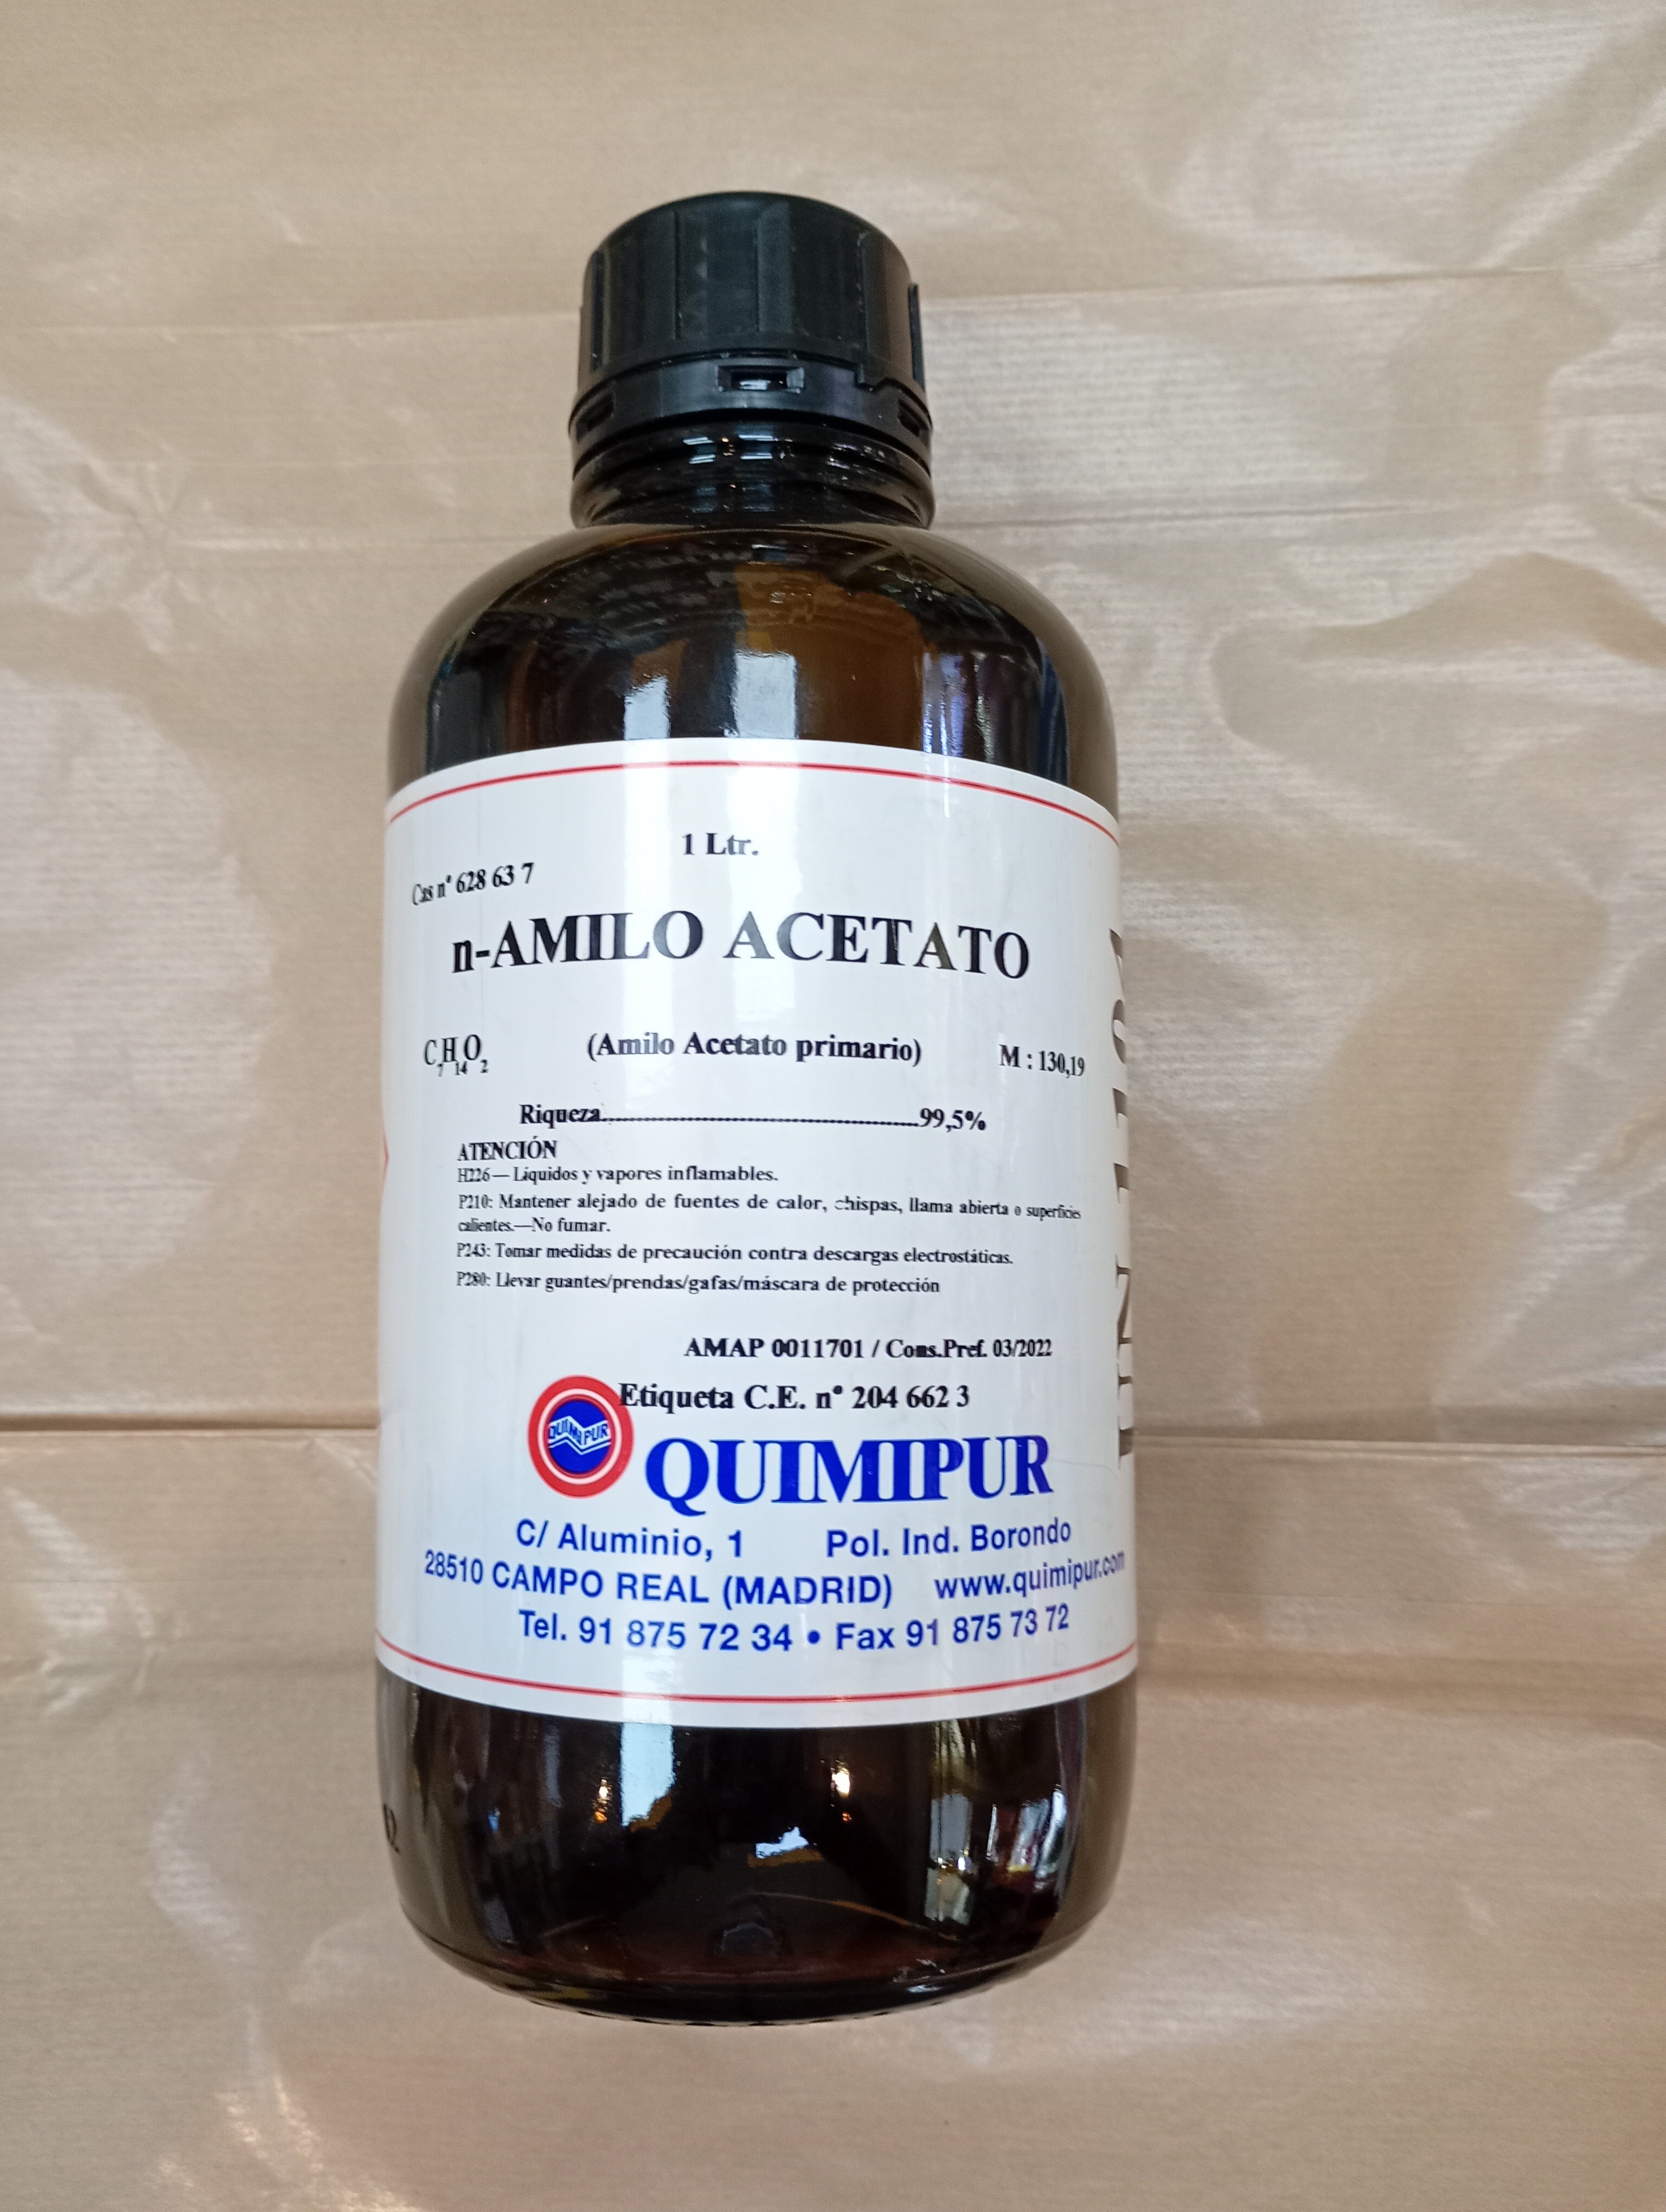 1 Ltr.
Cas nº 628 63 7
n-AMILO ACETATO
C7H14O2 (Amilo Acetato primario) M : 130,19
Riqueza..........................................................99,5%
ATENCIÓN
H226— Líquidos y vapores inflamables.
P210: Mantener alejado de fuentes de calor, chispas, llama abierta o superficies
calientes.—No fumar.
P243: Tomar medidas de precaución contra descargas electrostáticas.
P280: Llevar guantes/prendas/gafas/máscara de protección
AMAP 0011701 / Cons.Pref. 03/2022
Etiqueta C.E. nº 204 662 3
QUIMIPUR
QUIMIPUR
C/ Aluminio, 1 Pol. Ind. Borondo
28510 CAMPO REAL (MADRID) www.quimipur.com
Tel. 91 875 72 34 • Fax 91 875 73 72